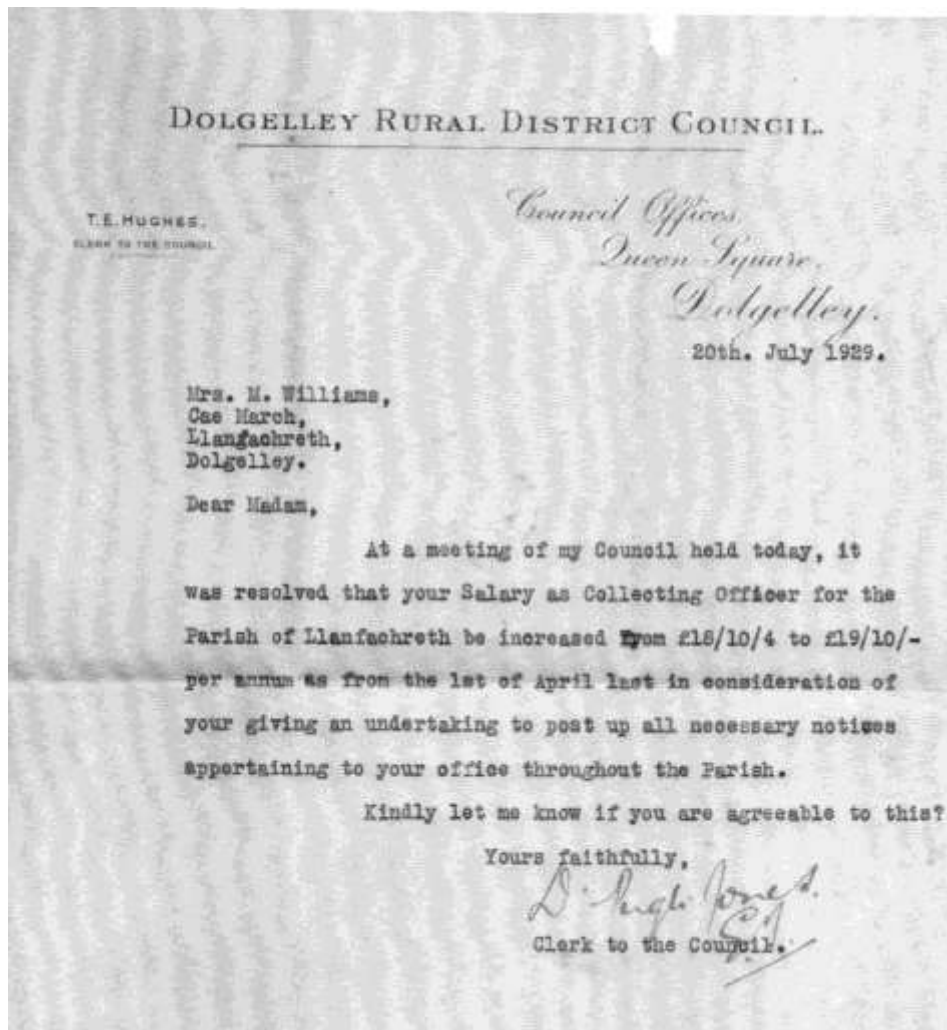 DOLGELLEY RURAL DISTRICT COUNCIL.
T. E. HUGHES.
CLERK TO THE COUNCIL
Council Offices,
Queen Square,
Dolgelley.
20th. July 1929.
Mrs. M. Williams,
Cae March,
Llangachreth,
Dolgelley.
Dear Madam,
At a meeting of my Council held today, it
was resolved that your Salary as Collecting Officer for the
Parish of Llanfachreth be increased from £18/10/4 to £19/10/-
per annum as from the 1st of April last in consideration of
your giving an undertaking to post up all necessary notices
appertaining to your office throughout the Parish.
Kindly let me know if you are agreeable to this?
Yours faithfully,
D. Pugh Jones.
Clerk to the Council.